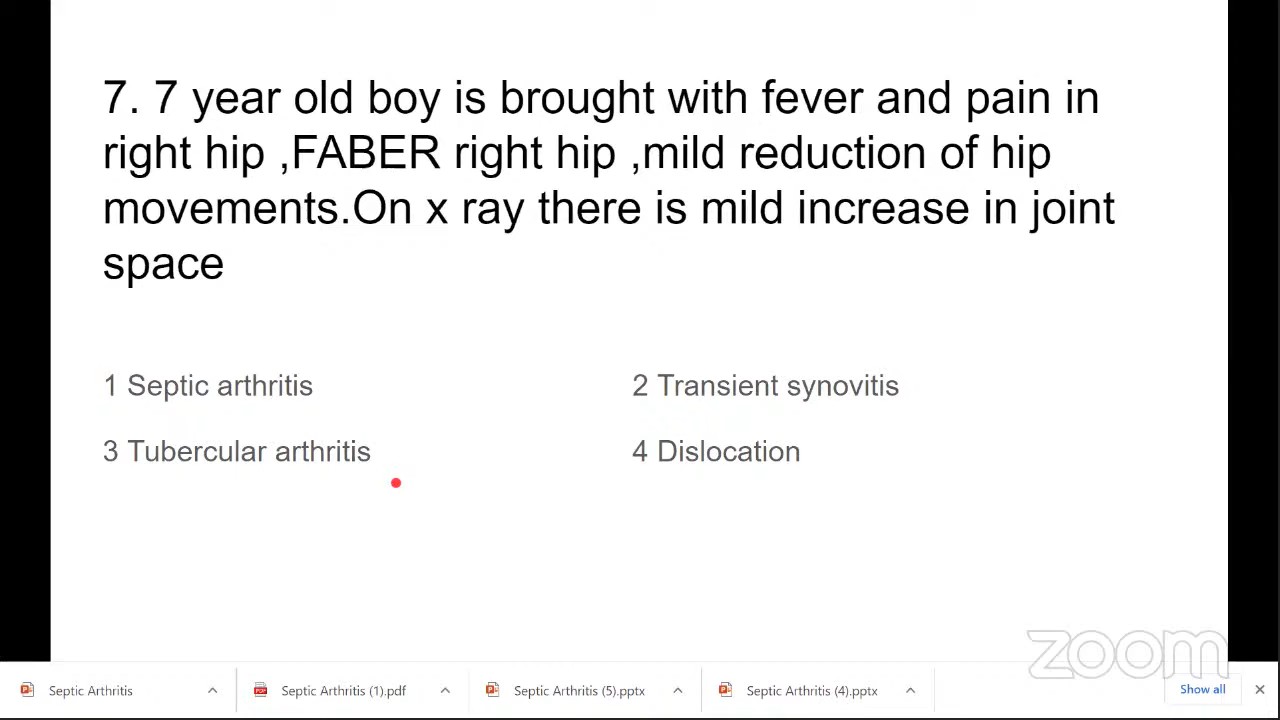 7. 7 year old boy is brought with fever and pain in
right hip ,FABER right hip ,mild reduction of hip
movements.On x ray there is mild increase in joint
space
1 Septic arthritis
2 Transient synovitis
3 Tubercular arthritis
4 Dislocation
zoom
Septic Arthritis
Septic Arthritis (1).pdf
Septic Arthritis (5).pptx
Septic Arthritis (4).pptx
Show all